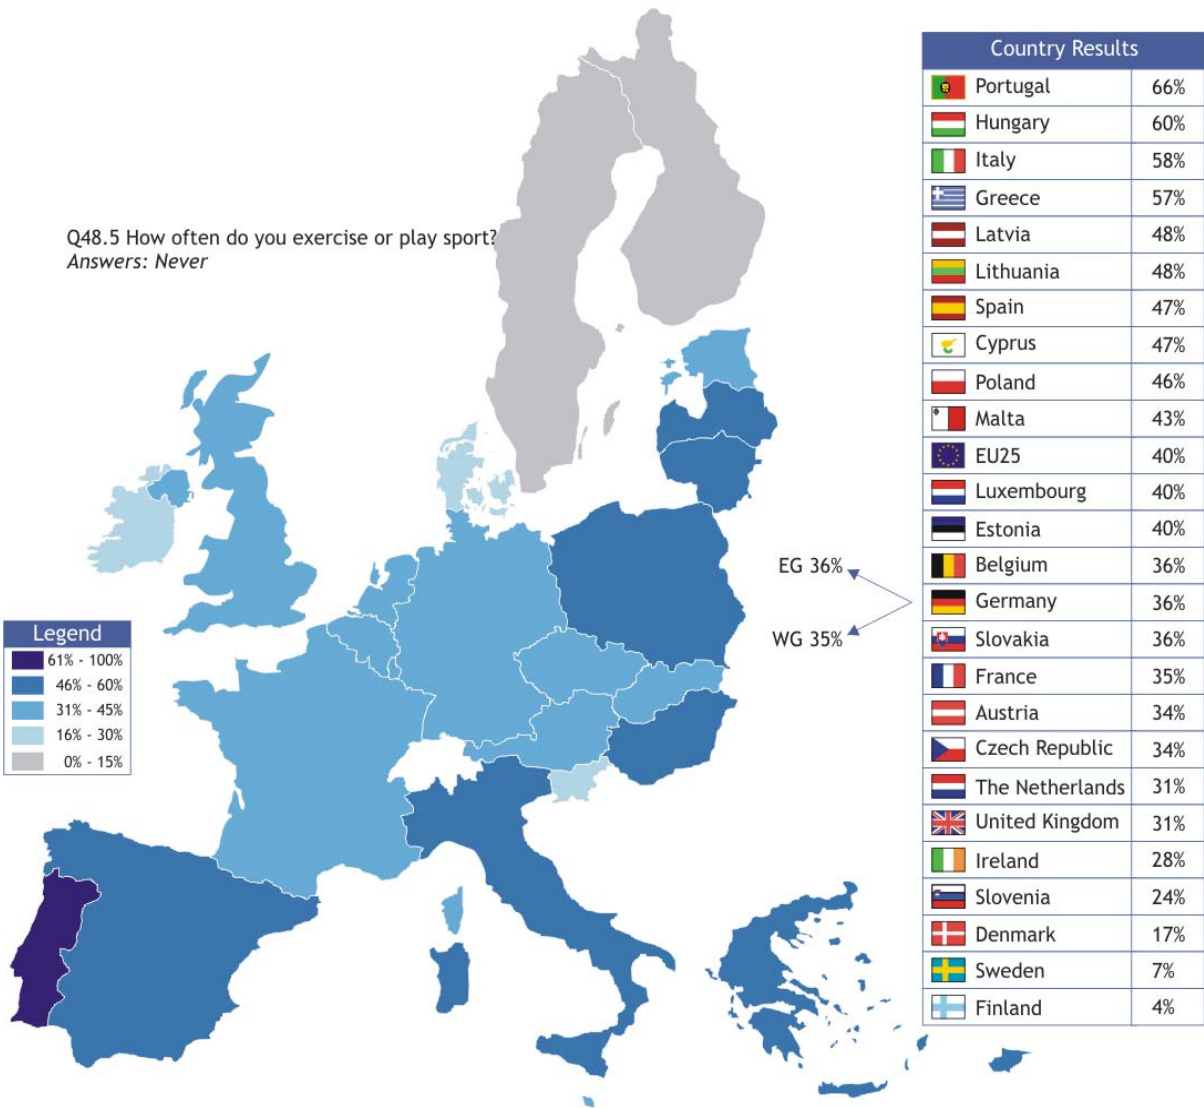 Q48.5 How often do you exercise or play sport?
Answers: Never
Legend
61% - 100%
46% - 60%
31% - 45%
16% - 30%
0% - 15%
EG 36%
WG 35%
Country Results
Portugal 66%
Hungary 60%
Italy 58%
Greece 57%
Latvia 48%
Lithuania 48%
Spain 47%
Cyprus 47%
Poland 46%
Malta 43%
EU25 40%
Luxembourg 40%
Estonia 40%
Belgium 36%
Germany 36%
Slovakia 36%
France 35%
Austria 34%
Czech Republic 34%
The Netherlands 31%
United Kingdom 31%
Ireland 28%
Slovenia 24%
Denmark 17%
Sweden 7%
Finland 4%